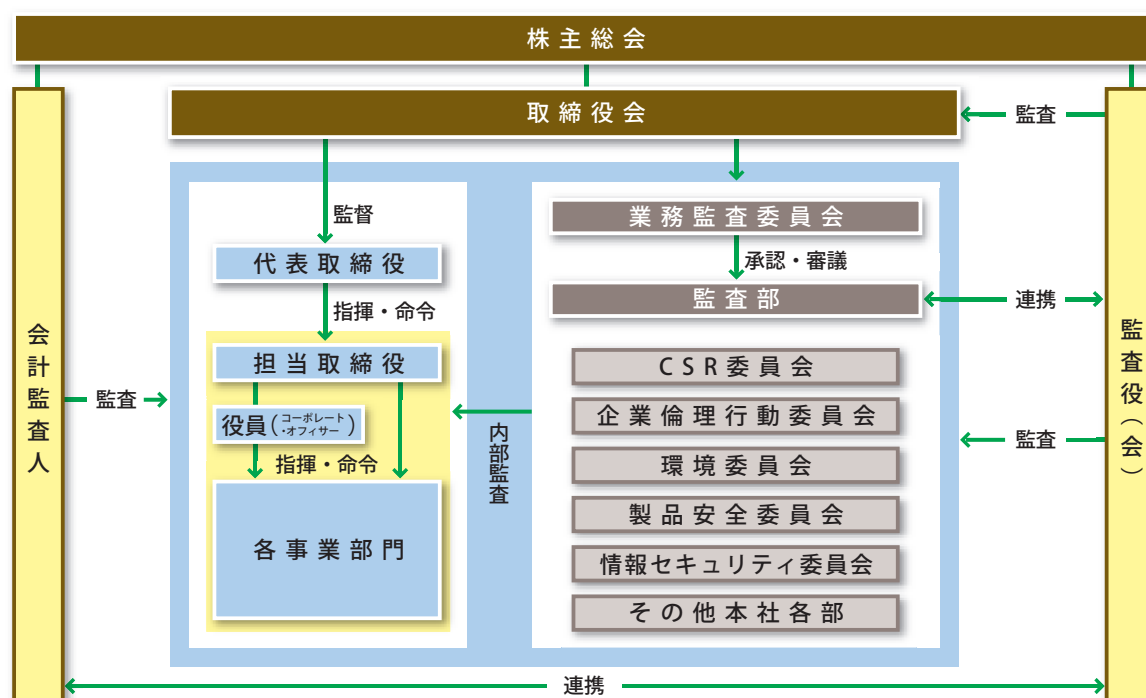 株主総会
取締役会
監査
監督
業務監査委員会
代表取締役
承認・審議
監査部
連携
指揮・命令
担当取締役
CSR委員会
会計監査人
監査
役員(コーポレート・オフィサー)
内部監査
企業倫理行動委員会
監査
監査役(会)
指揮・命令
環境委員会
各事業部門
製品安全委員会
情報セキュリティ委員会
その他本社各部
連携